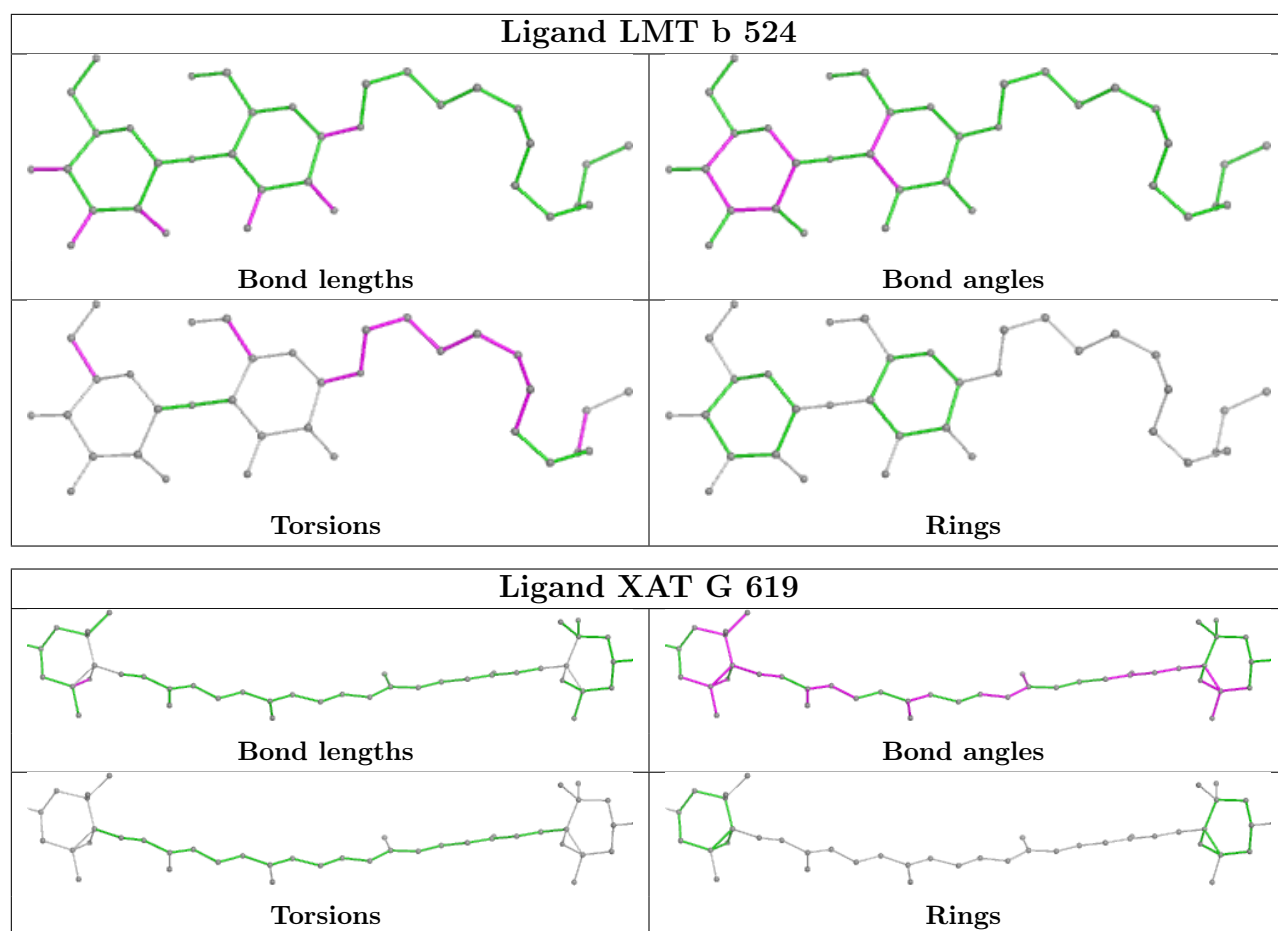 Ligand LMT b 524
Bond lengths
Bond angles
Torsions
Rings
Ligand XAT G 619
Bond lengths
Bond angles
Torsions
Rings